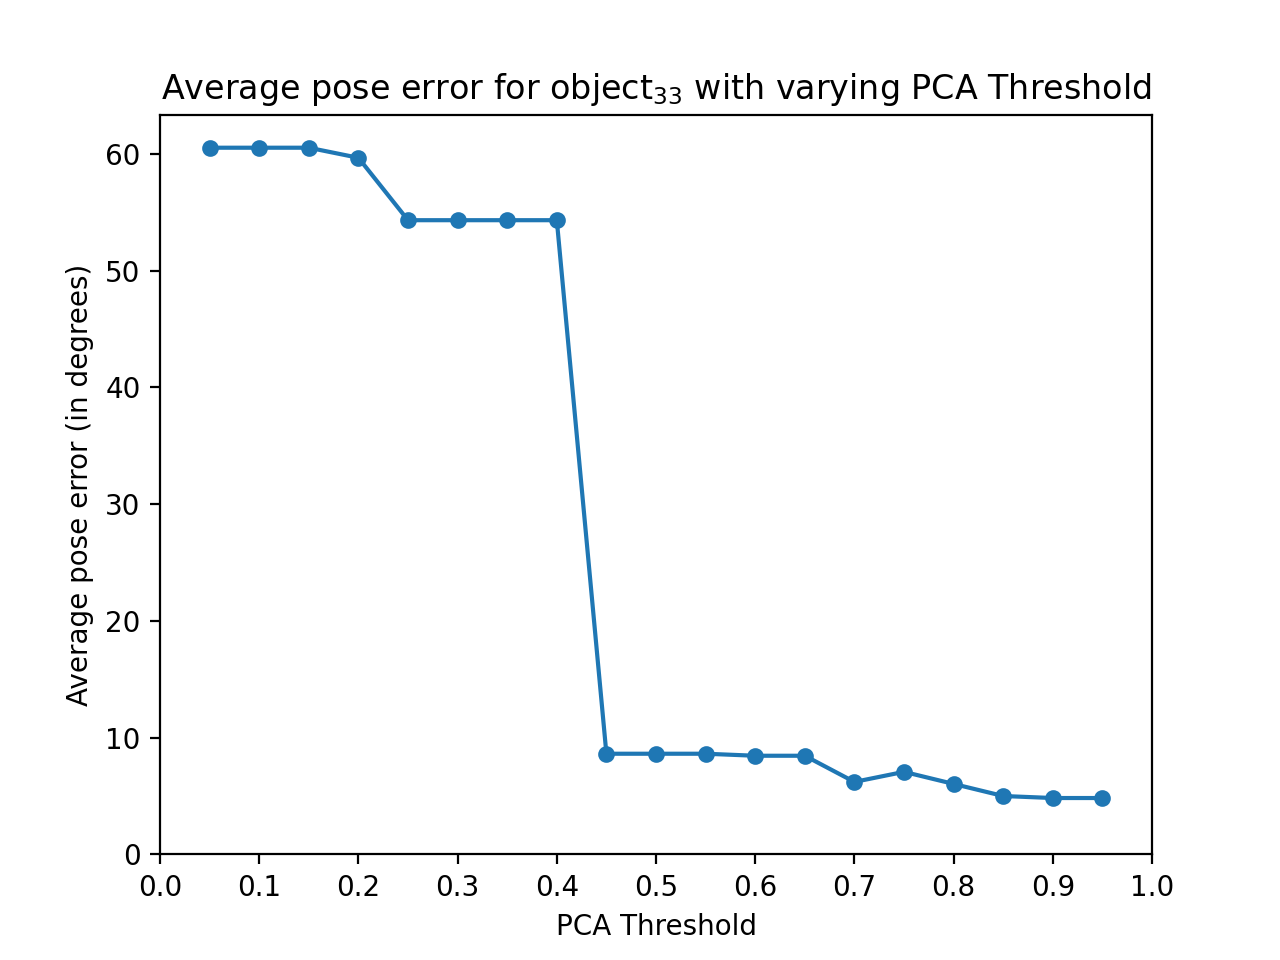 Average pose error for object₃₃ with varying PCA Threshold
Average pose error (in degrees)
60
50
40
30
20
10
0
0.0 0.1 0.2 0.3 0.4 0.5 0.6 0.7 0.8 0.9 1.0
PCA Threshold